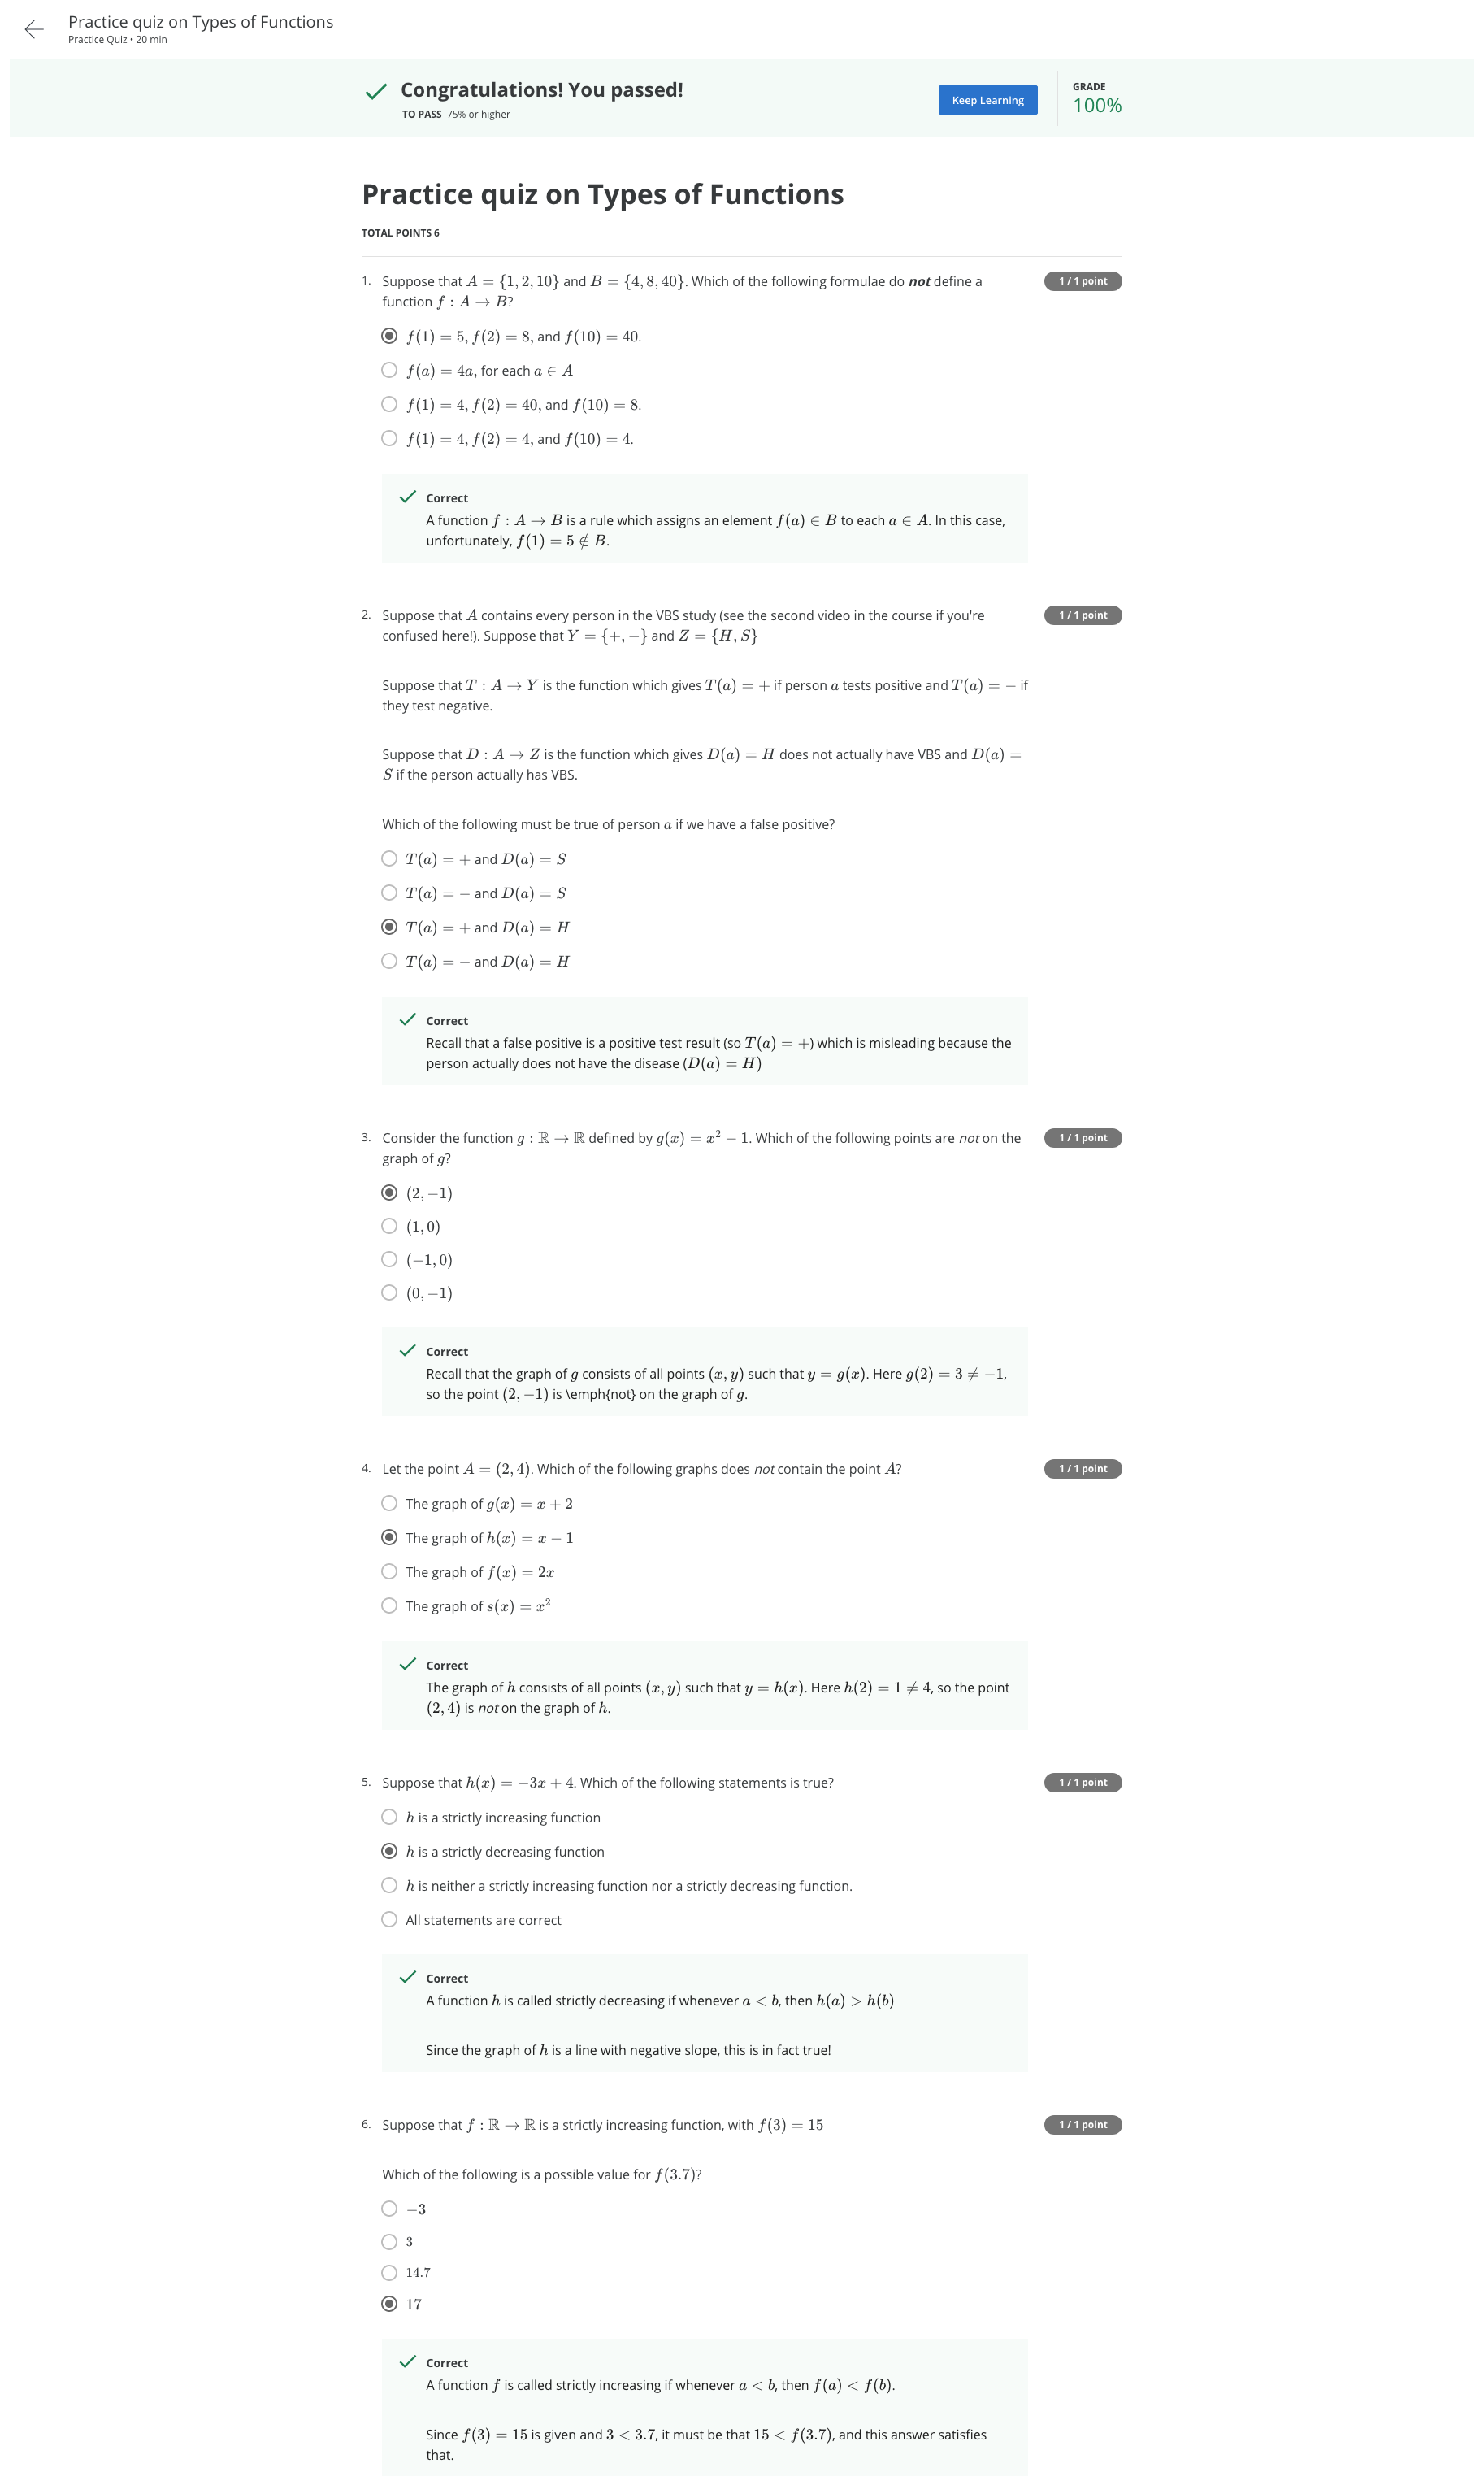 Practice quiz on Types of Functions
Practice Quiz • 20 min
Congratulations! You passed!
TO PASS 75% or higher
Keep Learning
GRADE
100%
Practice quiz on Types of Functions
TOTAL POINTS 6
1. Suppose that A = {1, 2, 10} and B = {4, 8, 40}. Which of the following formulae do not define a
function f : A → B?
1 / 1 point
f(1) = 5, f(2) = 8, and f(10) = 40.
f(a) = 4a, for each a ∈ A
f(1) = 4, f(2) = 40, and f(10) = 8.
f(1) = 4, f(2) = 4, and f(10) = 4.
Correct
A function f : A → B is a rule which assigns an element f(a) ∈ B to each a ∈ A. In this case,
unfortunately, f(1) = 5 ∉ B.
2. Suppose that A contains every person in the VBS study (see the second video in the course if you're
confused here!). Suppose that Y = {+, −} and Z = {H, S}
1 / 1 point
Suppose that T : A → Y is the function which gives T(a) = + if person a tests positive and T(a) = − if
they test negative.
Suppose that D : A → Z is the function which gives D(a) = H does not actually have VBS and D(a) =
S if the person actually has VBS.
Which of the following must be true of person a if we have a false positive?
T(a) = + and D(a) = S
T(a) = − and D(a) = S
T(a) = + and D(a) = H
T(a) = − and D(a) = H
Correct
Recall that a false positive is a positive test result (so T(a) = +) which is misleading because the
person actually does not have the disease (D(a) = H)
3. Consider the function g : ℝ → ℝ defined by g(x) = x² − 1. Which of the following points are not on the
graph of g?
1 / 1 point
(2, −1)
(1, 0)
(−1, 0)
(0, −1)
Correct
Recall that the graph of g consists of all points (x, y) such that y = g(x). Here g(2) = 3 ≠ −1,
so the point (2, −1) is \emph{not} on the graph of g.
4. Let the point A = (2, 4). Which of the following graphs does not contain the point A?
1 / 1 point
The graph of g(x) = x + 2
The graph of h(x) = x − 1
The graph of f(x) = 2x
The graph of s(x) = x²
Correct
The graph of h consists of all points (x, y) such that y = h(x). Here h(2) = 1 ≠ 4, so the point
(2, 4) is not on the graph of h.
5. Suppose that h(x) = −3x + 4. Which of the following statements is true?
1 / 1 point
h is a strictly increasing function
h is a strictly decreasing function
h is neither a strictly increasing function nor a strictly decreasing function.
All statements are correct
Correct
A function h is called strictly decreasing if whenever a < b, then h(a) > h(b)
Since the graph of h is a line with negative slope, this is in fact true!
6. Suppose that f : ℝ → ℝ is a strictly increasing function, with f(3) = 15
1 / 1 point
Which of the following is a possible value for f(3.7)?
−3
3
14.7
17
Correct
A function f is called strictly increasing if whenever a < b, then f(a) < f(b).
Since f(3) = 15 is given and 3 < 3.7, it must be that 15 < f(3.7), and this answer satisfies
that.